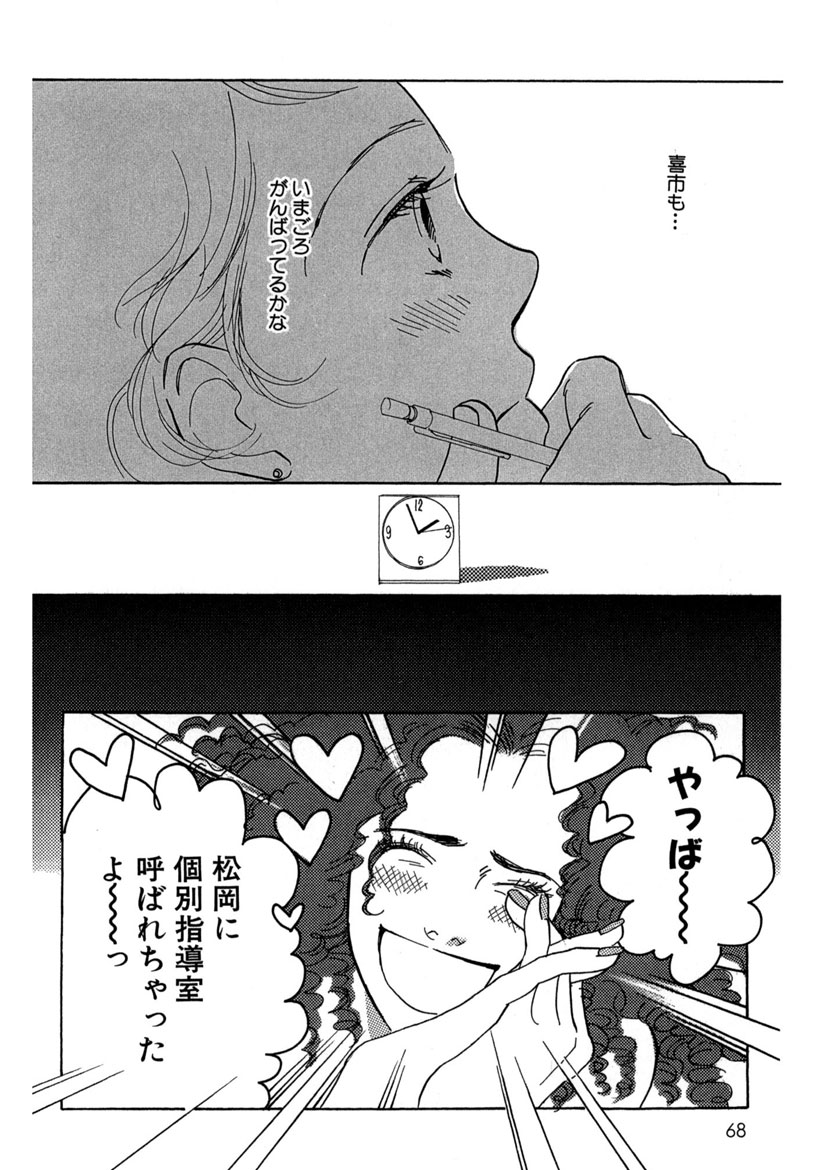 喜市も…
いまごろ
がんばってるかな
12
9
3
6
やっば〜〜
松岡に
個別指導室
呼ばれちゃった
よ〜〜っ
68